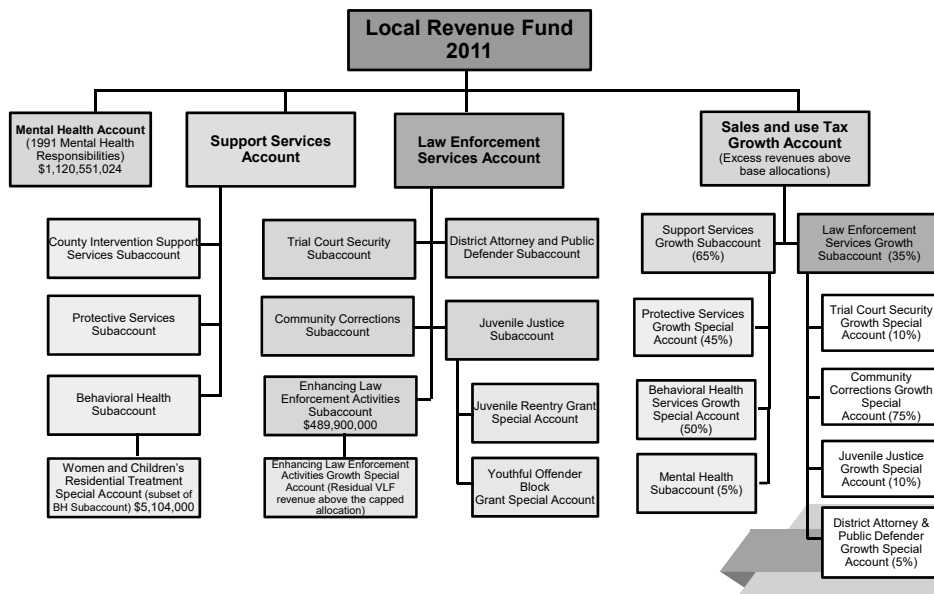 Local Revenue Fund
2011
Mental Health Account
(1991 Mental Health
Responsibilities)
$1,120,551,024
Support Services
Account
Law Enforcement
Services Account
Sales and use Tax
Growth Account
(Excess revenues above
base allocations)
County Intervention Support
Services Subaccount
Protective Services
Subaccount
Behavioral Health
Subaccount
Women and Children's
Residential Treatment
Special Account (subset of
BH Subaccount) $5,104,000
Trial Court Security
Subaccount
District Attorney and Public
Defender Subaccount
Community Corrections
Subaccount
Juvenile Justice
Subaccount
Enhancing Law
Enforcement Activities
Subaccount
$489,900,000
Juvenile Reentry Grant
Special Account
Enhancing Law Enforcement
Activities Growth Special
Account (Residual VLF
revenue above the capped
allocation)
Youthful Offender
Block
Grant Special Account
Support Services
Growth Subaccount
(65%)
Law Enforcement
Services Growth
Subaccount (35%)
Protective Services
Growth Special
Account (45%)
Behavioral Health
Services Growth
Special Account
(50%)
Mental Health
Subaccount (5%)
Trial Court Security
Growth Special
Account (10%)
Community
Corrections Growth
Special
Account (75%)
Juvenile Justice
Growth Special
Account (10%)
District Attorney &
Public Defender
Growth Special
Account (5%)